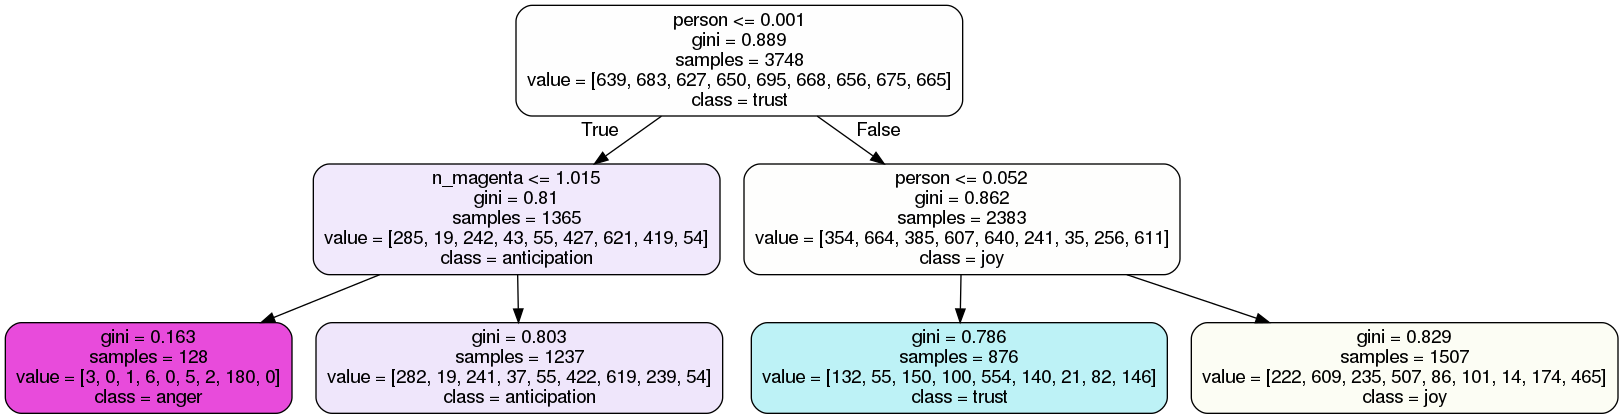 person <= 0.001
gini = 0.889
samples = 3748
value = [639, 683, 627, 650, 695, 668, 656, 675, 665]
class = trust
True
False
n_magenta <= 1.015
gini = 0.81
samples = 1365
value = [285, 19, 242, 43, 55, 427, 621, 419, 54]
class = anticipation
person <= 0.052
gini = 0.862
samples = 2383
value = [354, 664, 385, 607, 640, 241, 35, 256, 611]
class = joy
gini = 0.163
samples = 128
value = [3, 0, 1, 6, 0, 5, 2, 180, 0]
class = anger
gini = 0.803
samples = 1237
value = [282, 19, 241, 37, 55, 422, 619, 239, 54]
class = anticipation
gini = 0.786
samples = 876
value = [132, 55, 150, 100, 554, 140, 21, 82, 146]
class = trust
gini = 0.829
samples = 1507
value = [222, 609, 235, 507, 86, 101, 14, 174, 465]
class = joy